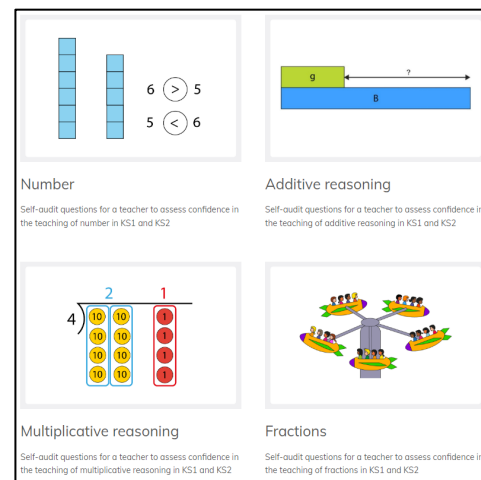 6 > 5
5 < 6
g
?
B
Number
Additive reasoning
Self-audit questions for a teacher to assess confidence in
the teaching of number in KS1 and KS2
Self-audit questions for a teacher to assess confidence in
the teaching of additive reasoning in KS1 and KS2
2 1
4
10 10 1
10 10 1
10 10 1
10 10 1
Multiplicative reasoning
Fractions
Self-audit questions for a teacher to assess confidence in
the teaching of multiplicative reasoning in KS1 and KS2
Self-audit questions for a teacher to assess confidence in
the teaching of fractions in KS1 and KS2